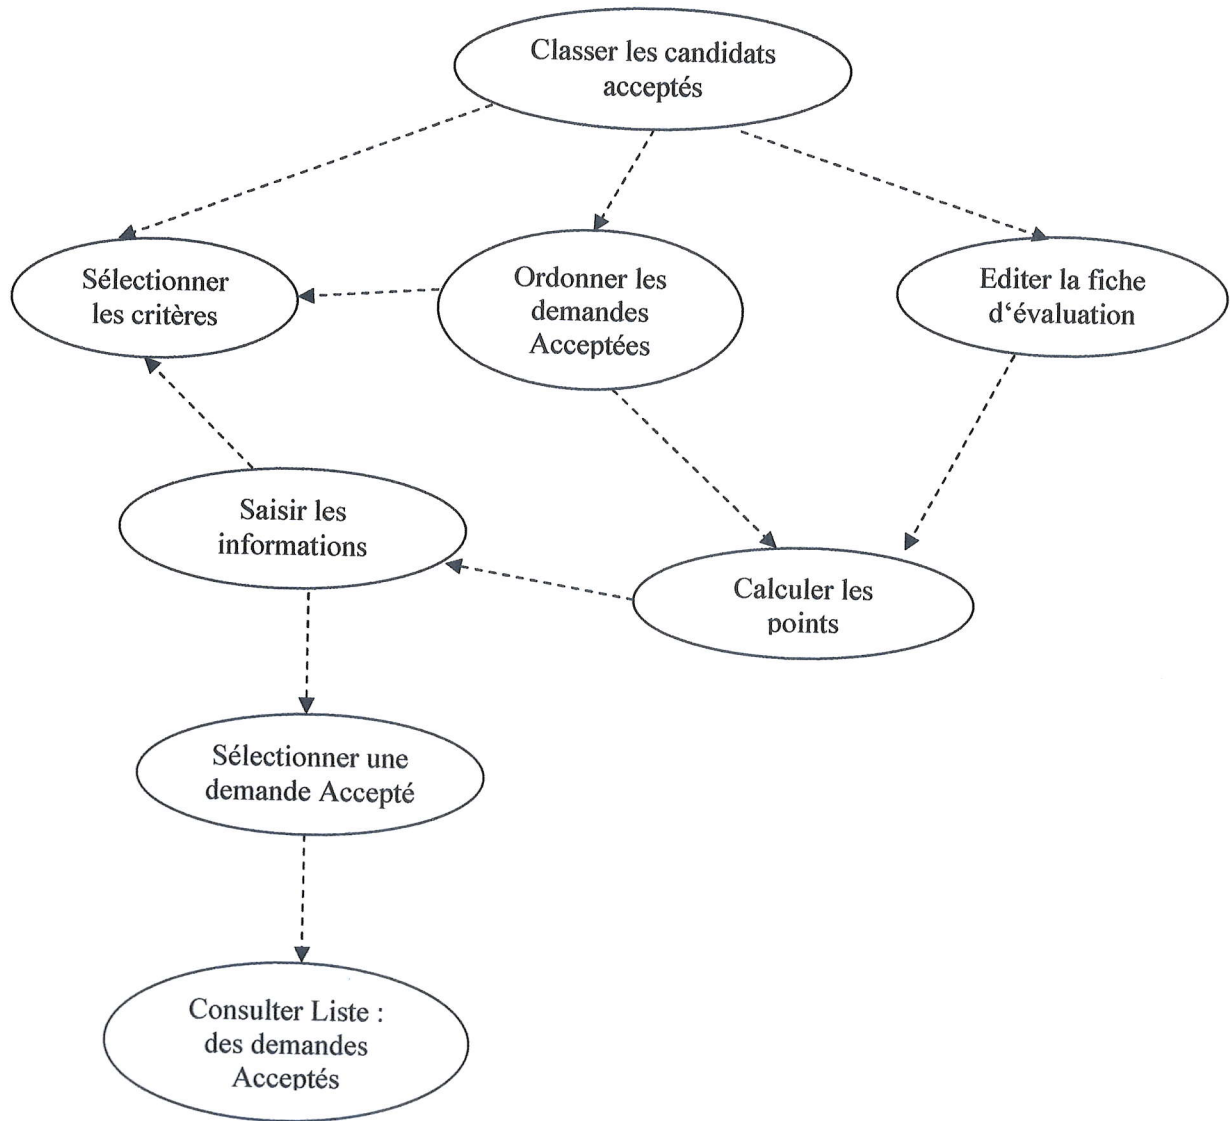 Classer les candidats
acceptés
Sélectionner
les critères
Ordonner les
demandes
Acceptées
Editer la fiche
d‘évaluation
Saisir les
informations
Calculer les
points
Sélectionner une
demande Accepté
Consulter Liste :
des demandes
Acceptés